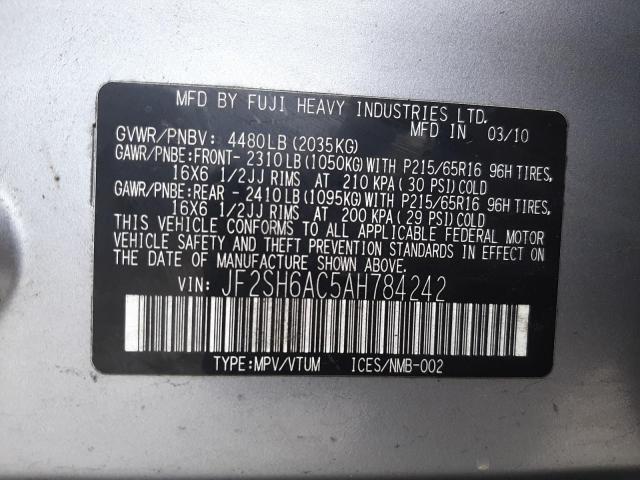 MFD BY FUJI HEAVY INDUSTRIES LTD.
MFD IN 03/10
GVWR/PNBV: 4480LB(2035KG)
GAWR/PNBE:FRONT- 2310LB(1050KG)WITH P215/65R16 96H TIRES,
16X6 1/2JJ RIMS AT 210 KPA(30 PSI)COLD
GAWR/PNBE:REAR - 2410LB(1095KG)WITH P215/65R16 96H TIRES,
16X6 1/2JJ RIMS AT 200 KPA(29 PSI)COLD
THIS VEHICLE CONFORMS TO ALL APPLICABLE FEDERAL MOTOR
VEHICLE SAFETY AND THEFT PREVENTION STANDARDS IN EFFECT ON
THE DATE OF MANUFACTURE SHOWN ABOVE.
VIN: JF2SH6AC5AH784242
TYPE:MPV/VTUM ICES/NMB-002